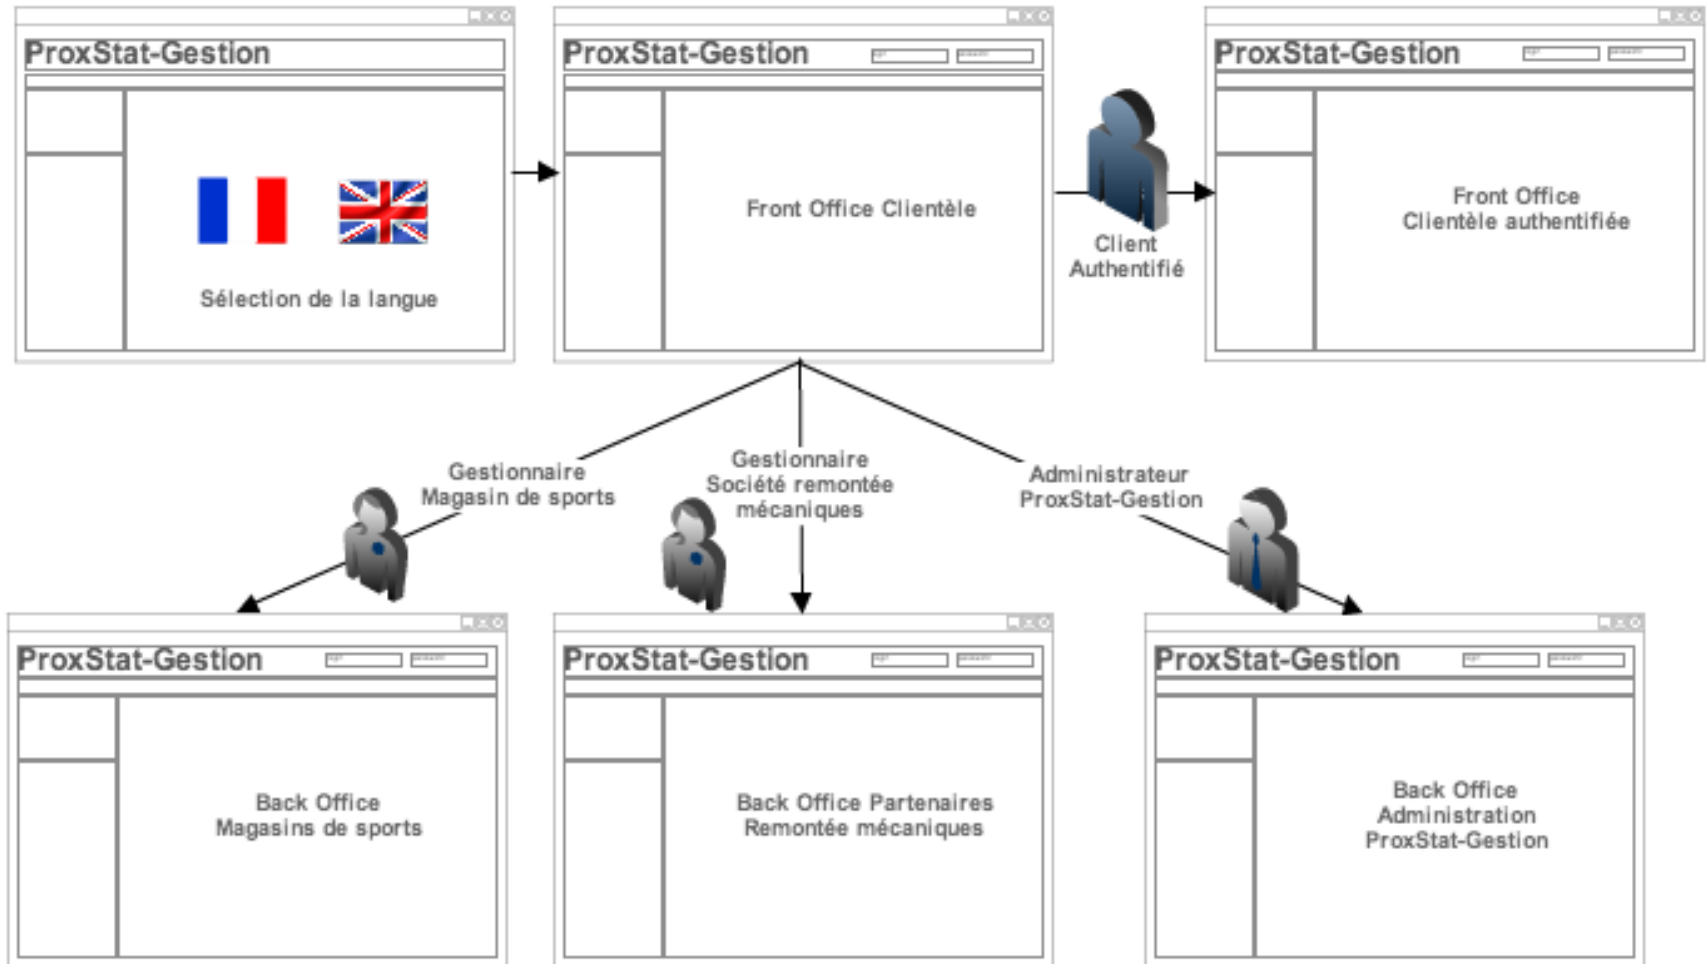 ProxStat-Gestion
Sélection de la langue
ProxStat-Gestion
Front Office Clientèle
Client
Authentifié
ProxStat-Gestion
Front Office
Clientèle authentifiée
Gestionnaire
Magasin de sports
Gestionnaire
Société remontée
mécaniques
Administrateur
ProxStat-Gestion
ProxStat-Gestion
Back Office
Magasins de sports
ProxStat-Gestion
Back Office Partenaires
Remontée mécaniques
ProxStat-Gestion
Back Office
Administration
ProxStat-Gestion